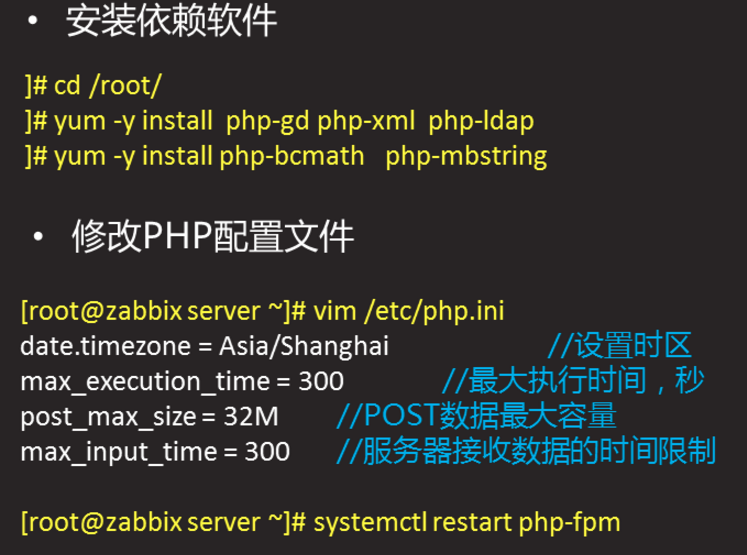 • 安装依赖软件
]# cd /root/
]# yum -y install  php-gd php-xml  php-ldap
]# yum -y install php-bcmath   php-mbstring
• 修改PHP配置文件
[root@zabbix server ~]# vim /etc/php.ini
date.timezone = Asia/Shanghai //设置时区
max_execution_time = 300 //最大执行时间，秒
post_max_size = 32M //POST数据最大容量
max_input_time = 300 //服务器接收数据的时间限制
[root@zabbix server ~]# systemctl restart php-fpm